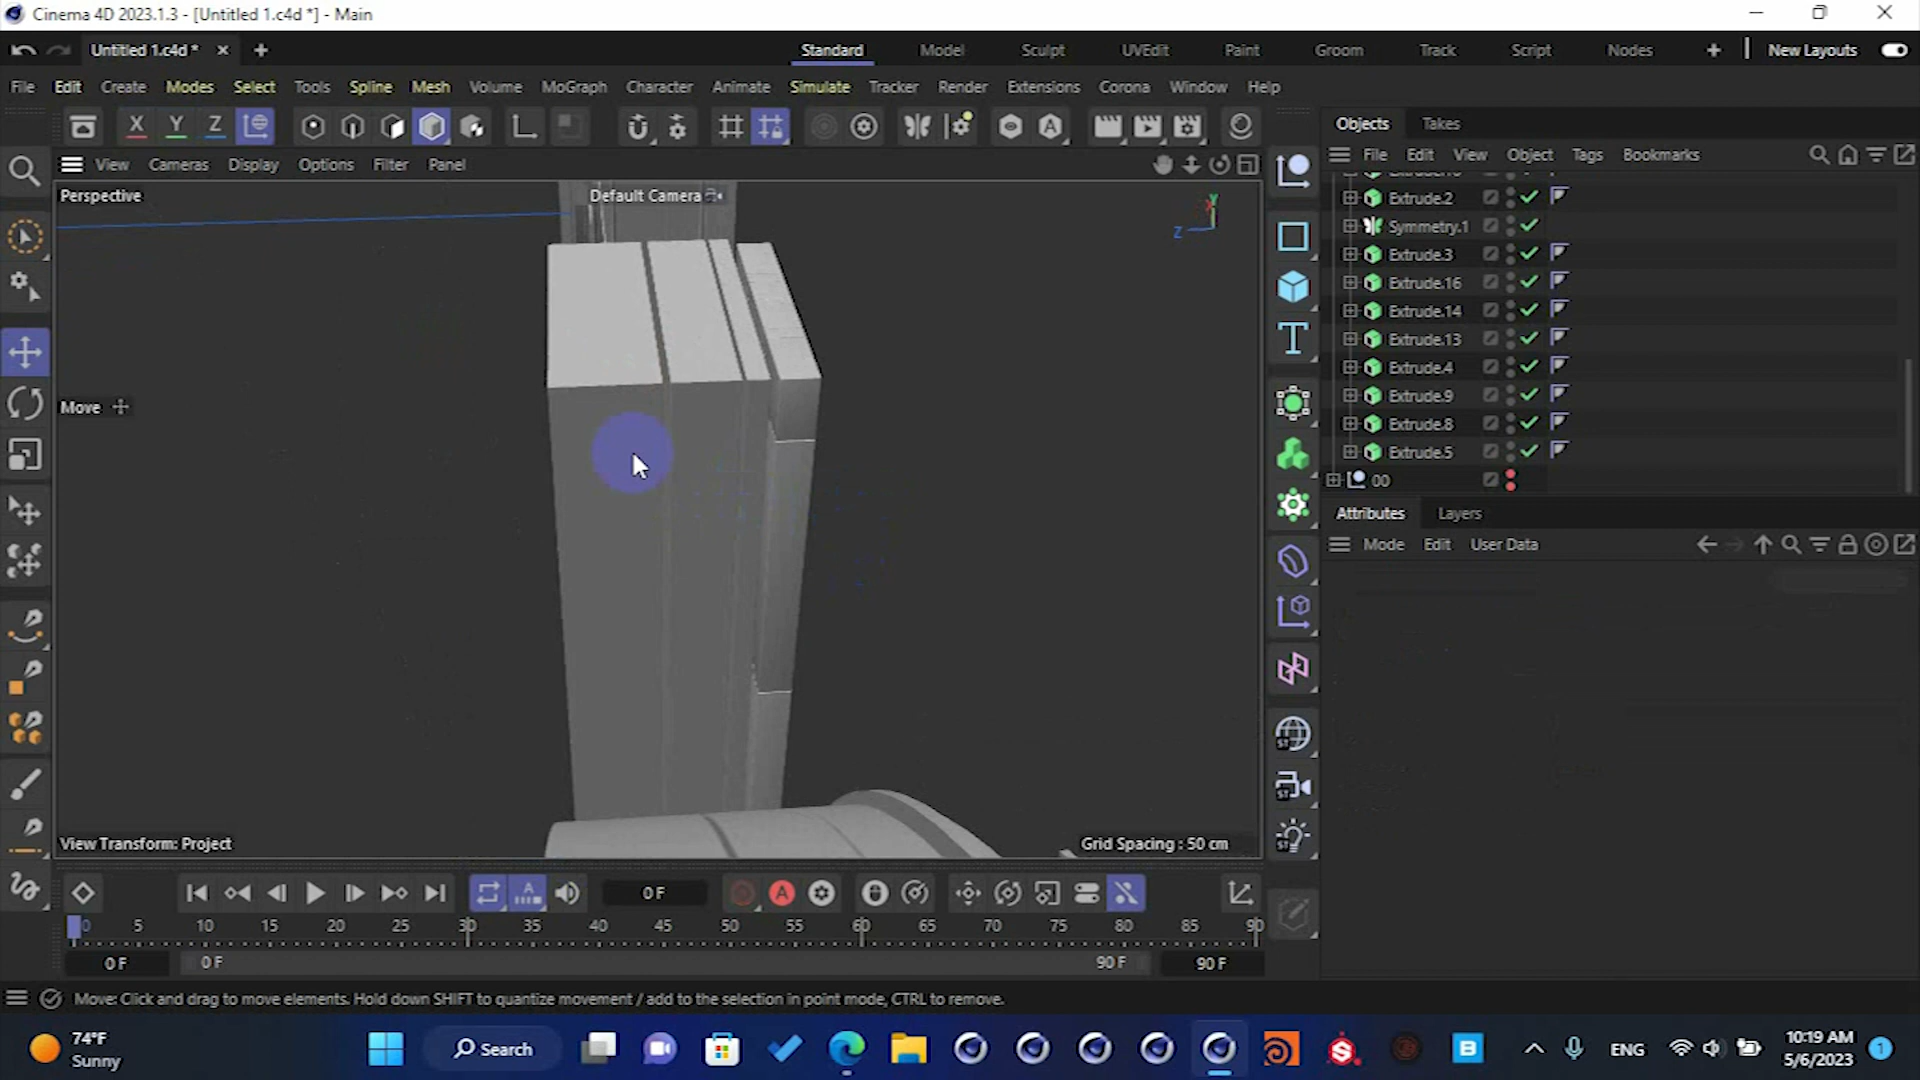 Cinema 4D 2023.1.3 - [Untitled 1.c4d *] - Main
Untitled 1.c4d *
Standard Model Sculpt UVEdit Paint Groom Track Script Nodes New Layouts
File Edit Create Modes Select Tools Spline Mesh Volume MoGraph Character Animate Simulate Tracker Render Extensions Corona Window Help
X Y Z
Objects Takes
File Edit View Object Tags Bookmarks
View Cameras Display Options Filter Panel
Perspective
Default Camera
Y
X
Z
Extrude.2
Symmetry.1
Extrude.3
Extrude.16
Extrude.14
Extrude.13
Extrude.4
Extrude.9
Extrude.8
Extrude.5
00
Move
Attributes Layers
Mode Edit User Data
View Transform: Project
Grid Spacing : 50 cm
0 F
0 5 10 15 20 25 30 35 40 45 50 55 60 65 70 75 80 85 90
0 F 0 F 90 F 90 F
Move: Click and drag to move elements. Hold down SHIFT to quantize movement / add to the selection in point mode, CTRL to remove.
74°F
Sunny
Search
ENG
10:19 AM
5/6/2023
1